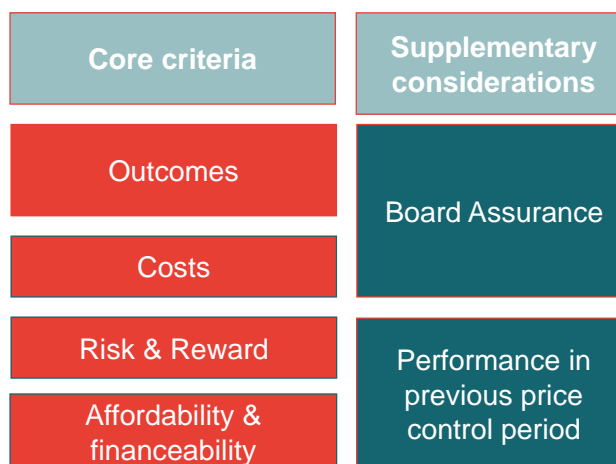 Core criteria
Outcomes
Costs
Risk & Reward
Affordability &
financeability
Supplementary
considerations
Board Assurance
Performance in
previous price
control period